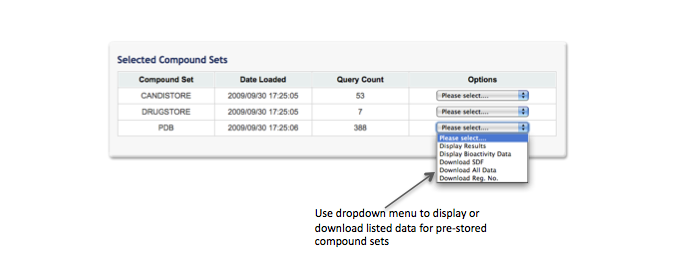 Selected Compound Sets
Compound Set Date Loaded Query Count Options
CANDISTORE 2009/09/30 17:25:05 53 Please select....
DRUGSTORE 2009/09/30 17:25:05 7 Please select....
PDB 2009/09/30 17:25:06 388 Please select....
Please select....
Display Results
Display Bioactivity Data
Download SDF
Download All Data
Download Reg. No.
Use dropdown menu to display or
download listed data for pre-stored
compound sets